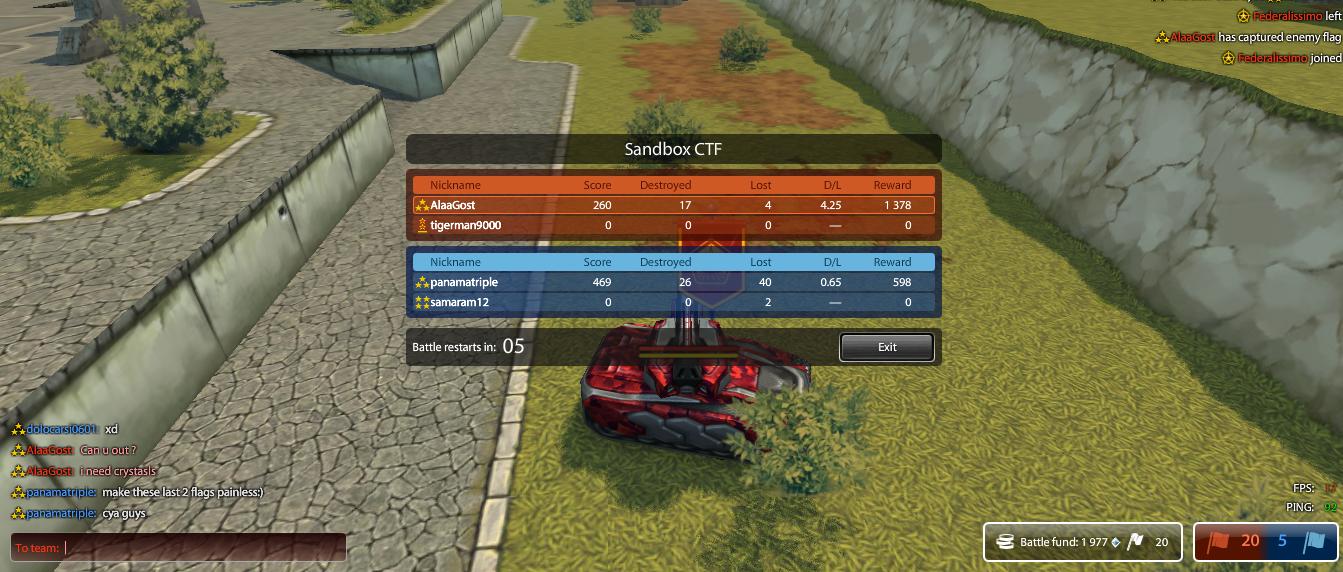 Federalissimo left
AlaaGost has captured enemy flag
Federalissimo joined
Sandbox CTF
Nickname Score Destroyed Lost D/L Reward
AlaaGost 260 17 4 4.25 1 378
tigerman9000 0 0 0 — 0
Nickname Score Destroyed Lost D/L Reward
panamatriple 469 26 40 0.65 598
samaram12 0 0 2 — 0
Battle restarts in: 05 Exit
dolocarsi0601: xd
AlaaGost: Can u out ?
AlaaGost: i need crystasls
panamatriple: make these last 2 flags painless:)
panamatriple: cya guys
To team:
FPS:
PING: 92
Battle fund: 1 977 20
20 5